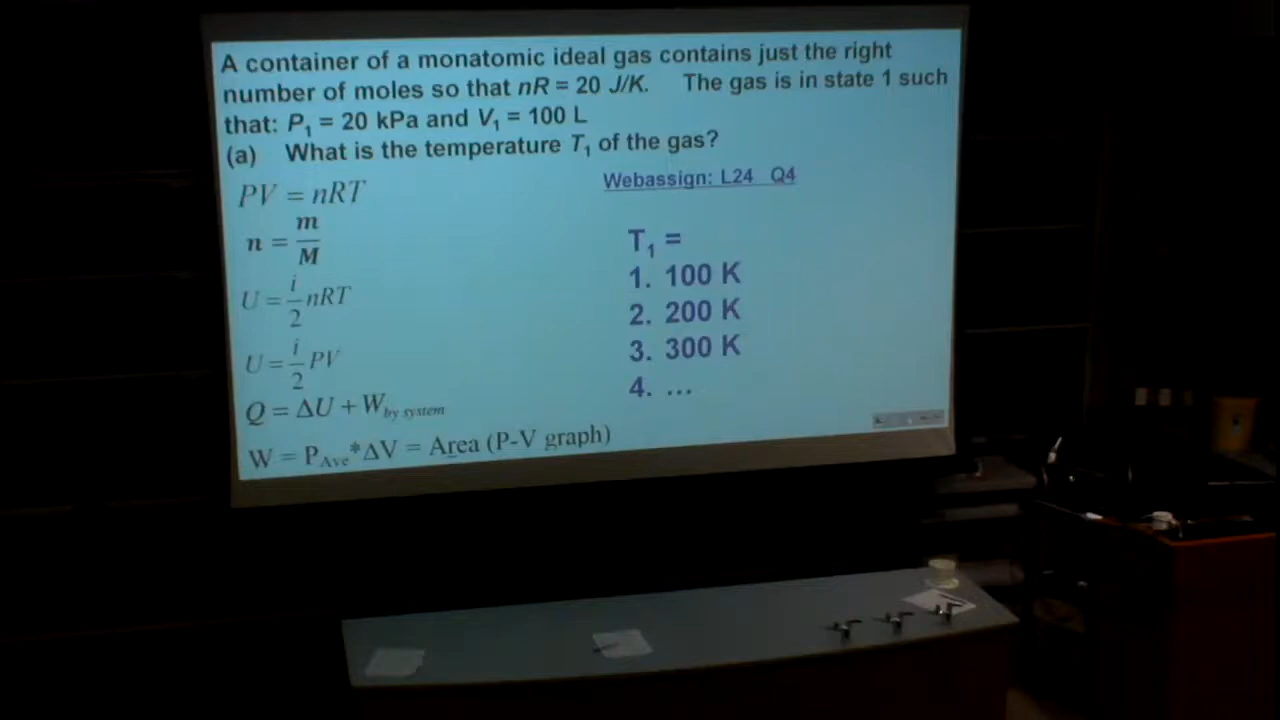 A container of a monatomic ideal gas contains just the right
number of moles so that nR = 20 J/K. The gas is in state 1 such
that: P₁ = 20 kPa and V₁ = 100 L
(a) What is the temperature T₁ of the gas?
Webassign: L24 Q4
PV = nRT
n = m/M
U = i/2 nRT
U = i/2 PV
Q = ΔU + W_by system
W = P_Ave*ΔV = Area (P-V graph)
T₁ =
1. 100 K
2. 200 K
3. 300 K
4. ...